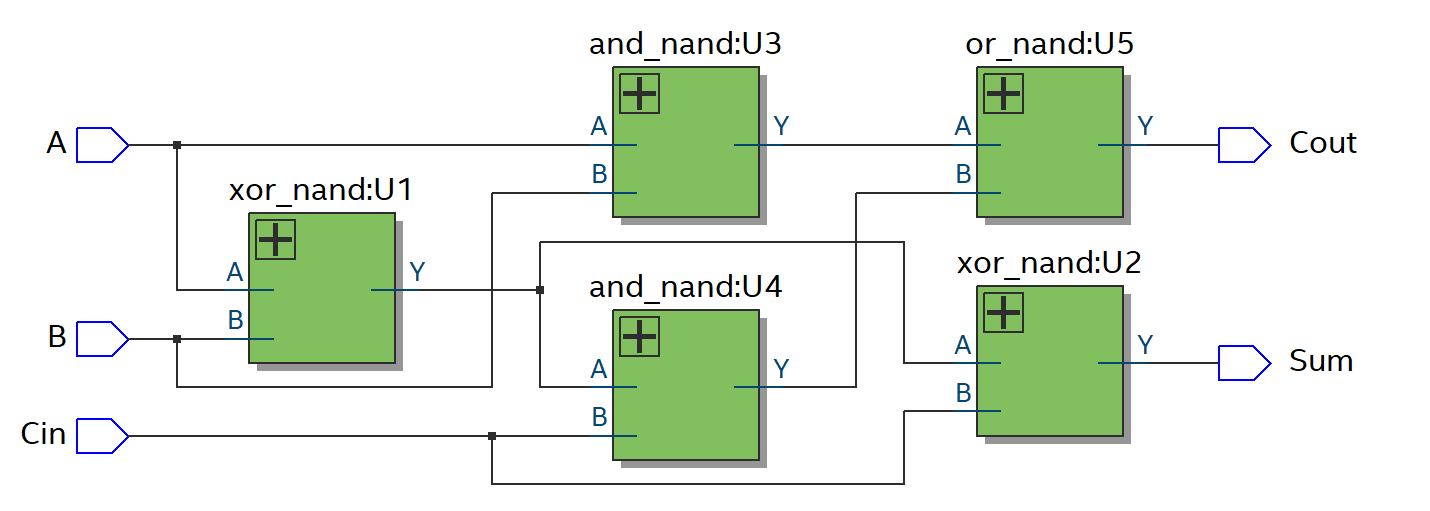 and_nand:U3
or_nand:U5
A
A
Y
A
Y
Cout
B
B
xor_nand:U1
xor_nand:U2
A
Y
and_nand:U4
B
B
A
Y
Sum
A
Y
B
B
Cin